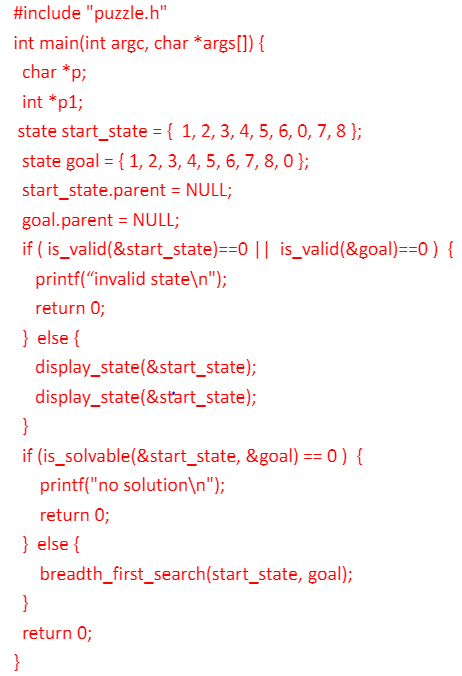 #include "puzzle.h"
int main(int argc, char *args[]) {
char *p;
int *p1;
state start_state = { 1, 2, 3, 4, 5, 6, 0, 7, 8 };
state goal = { 1, 2, 3, 4, 5, 6, 7, 8, 0 };
start_state.parent = NULL;
goal.parent = NULL;
if ( is_valid(&start_state)==0 || is_valid(&goal)==0 ) {
printf(“invalid state\n");
return 0;
} else {
display_state(&start_state);
display_state(&start_state);
}
if (is_solvable(&start_state, &goal) == 0 ) {
printf("no solution\n");
return 0;
} else {
breadth_first_search(start_state, goal);
}
return 0;
}